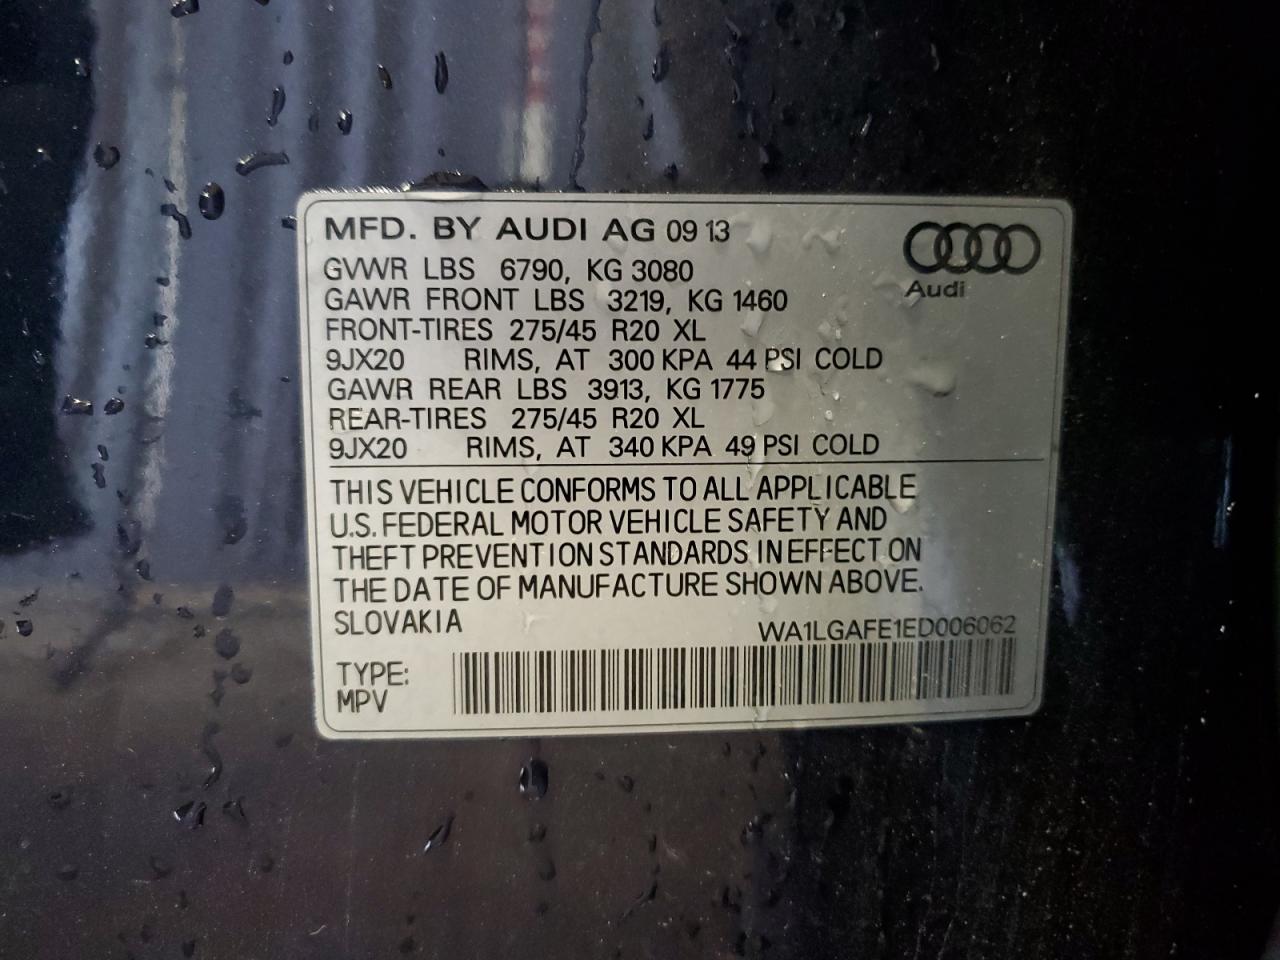 MFD. BY AUDI AG 09 13
GVWR LBS 6790, KG 3080
Audi
GAWR FRONT LBS 3219, KG 1460
FRONT-TIRES 275/45 R20 XL
9JX20 RIMS, AT 300 KPA 44 PSI COLD
GAWR REAR LBS 3913, KG 1775
REAR-TIRES 275/45 R20 XL
9JX20 RIMS, AT 340 KPA 49 PSI COLD
THIS VEHICLE CONFORMS TO ALL APPLICABLE
U.S. FEDERAL MOTOR VEHICLE SAFETY AND
THEFT PREVENTION STANDARDS IN EFFECT ON
THE DATE OF MANUFACTURE SHOWN ABOVE.
SLOVAKIA
WA1LGAFE1ED006062
TYPE:
MPV